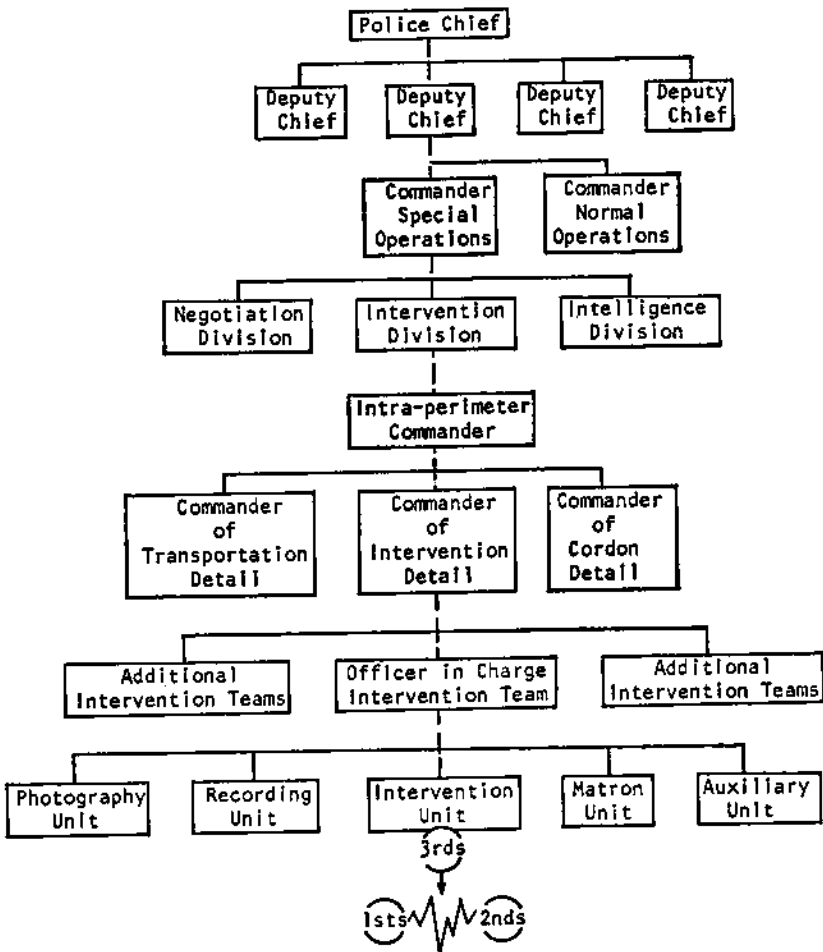 Police Chief
Deputy
Chief
Deputy
Chief
Deputy
Chief
Deputy
Chief
Commander
Special
Operations
Commander
Normal
Operations
Negotiation
Division
Intervention
Division
Intelligence
Division
Intra-perimeter
Commander
Commander
of
Transportation
Detail
Commander
of
Intervention
Detail
Commander
of
Cordon
Detail
Additional
Intervention Teams
Officer in Charge
Intervention Team
Additional
Intervention Teams
Photography
Unit
Recording
Unit
Intervention
Unit
Matron
Unit
Auxiliary
Unit
3rds
1sts
2nds